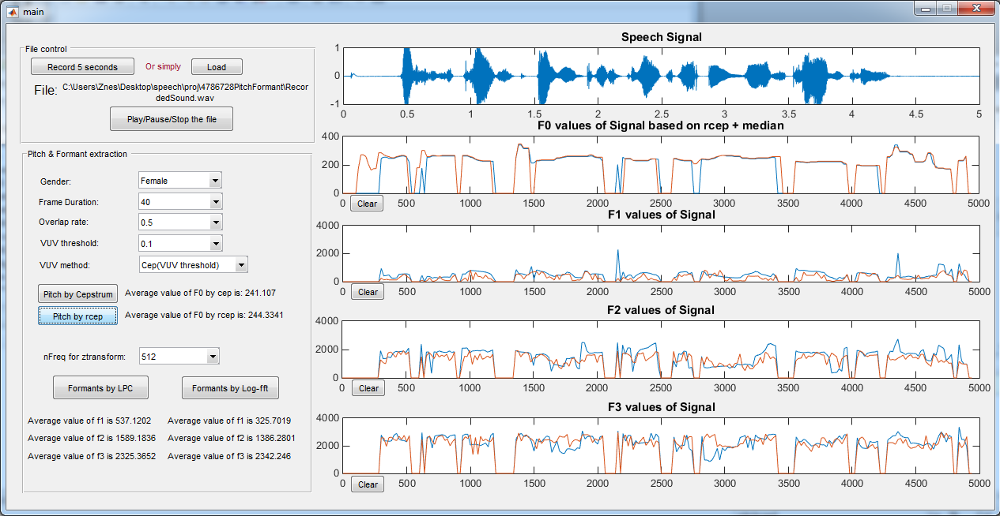 main
File control
Record 5 seconds Or simply Load
File: C:\Users\Znes\Desktop\speech\proj\4786728PitchFormant\Recor
dedSound.wav
Play/Pause/Stop the file
Pitch & Formant extraction
Gender: Female
Frame Duration: 40
Overlap rate: 0.5
VUV threshold: 0.1
VUV method: Cep(VUV threshold)
Pitch by Cepstrum Average value of F0 by cep is: 241.107
Pitch by rcep Average value of F0 by rcep is: 244.3341
nFreq for ztransform: 512
Formants by LPC Formants by Log-fft
Average value of f1 is 537.1202 Average value of f1 is 325.7019
Average value of f2 is 1589.1836 Average value of f2 is 1386.2801
Average value of f3 is 2325.3652 Average value of f3 is 2342.246
Speech Signal
1
0
-1
0 0.5 1 1.5 2 2.5 3 3.5 4 4.5 5
F0 values of Signal based on rcep + median
400
200
0
0 Clear 500 1000 1500 2000 2500 3000 3500 4000 4500 5000
F1 values of Signal
4000
2000
0
0 Clear 500 1000 1500 2000 2500 3000 3500 4000 4500 5000
F2 values of Signal
4000
2000
0
0 Clear 500 1000 1500 2000 2500 3000 3500 4000 4500 5000
F3 values of Signal
4000
2000
0
0 Clear 500 1000 1500 2000 2500 3000 3500 4000 4500 5000